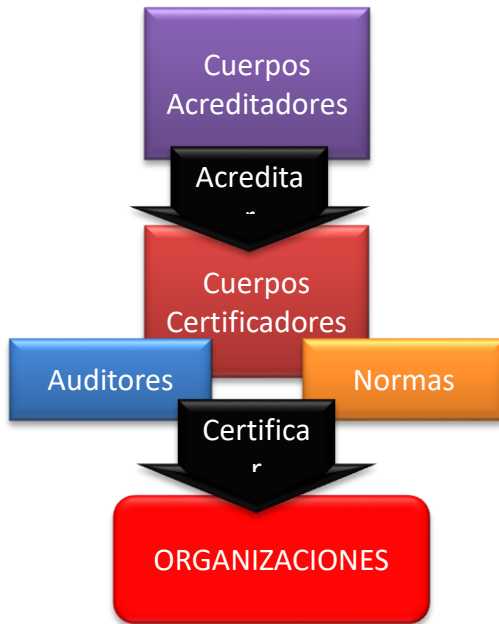 Cuerpos
Acreditadores
Acredita
r
Cuerpos
Certificadores
Auditores
Normas
Certifica
r
ORGANIZACIONES